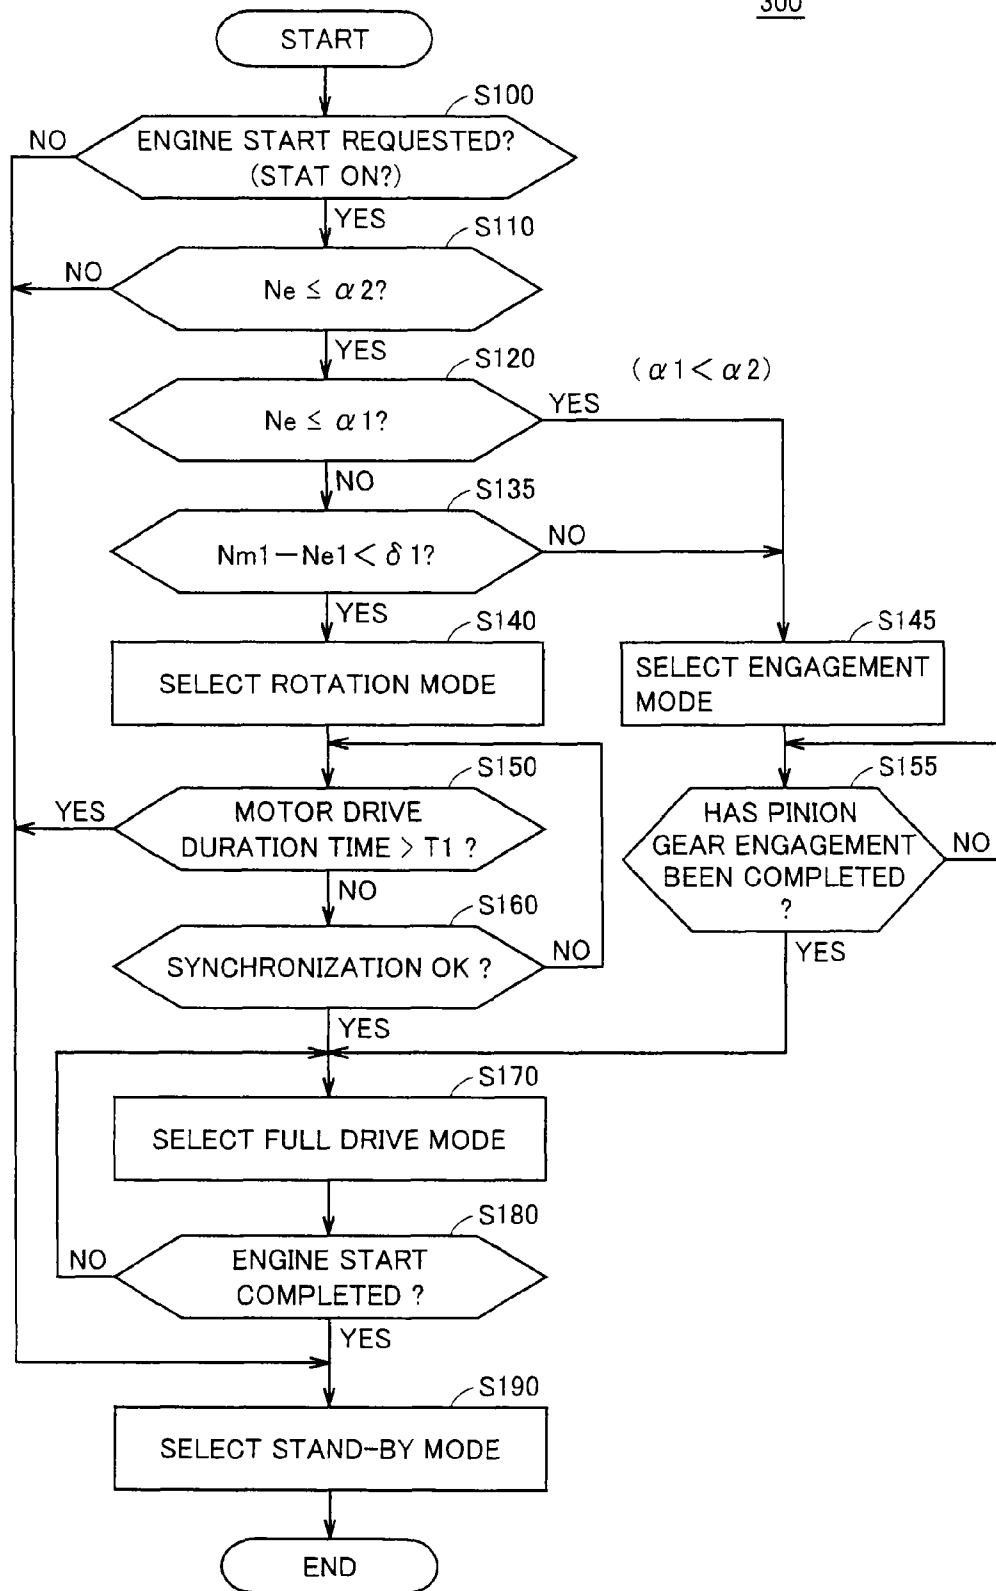 300
START
S100
NO
ENGINE START REQUESTED?
(STAT ON?)
YES
S110
NO
Ne ≦ α2?
YES
S120
(α1<α2)
Ne ≦ α1?
YES
NO
S135
Nm1−Ne1<δ1?
NO
YES
S140
S145
SELECT ROTATION MODE
SELECT ENGAGEMENT
MODE
S150
S155
YES
MOTOR DRIVE
DURATION TIME > T1 ?
HAS PINION
GEAR ENGAGEMENT
BEEN COMPLETED
?
NO
NO
S160
SYNCHRONIZATION OK ?
NO
YES
YES
S170
SELECT FULL DRIVE MODE
S180
NO
ENGINE START
COMPLETED ?
YES
S190
SELECT STAND-BY MODE
END